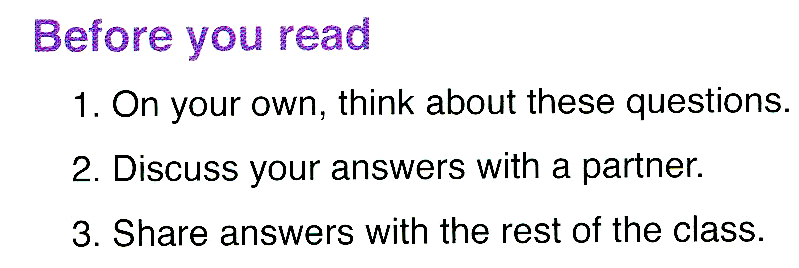 Before you read
1. On your own, think about these questions.
2. Discuss your answers with a partner.
3. Share answers with the rest of the class.